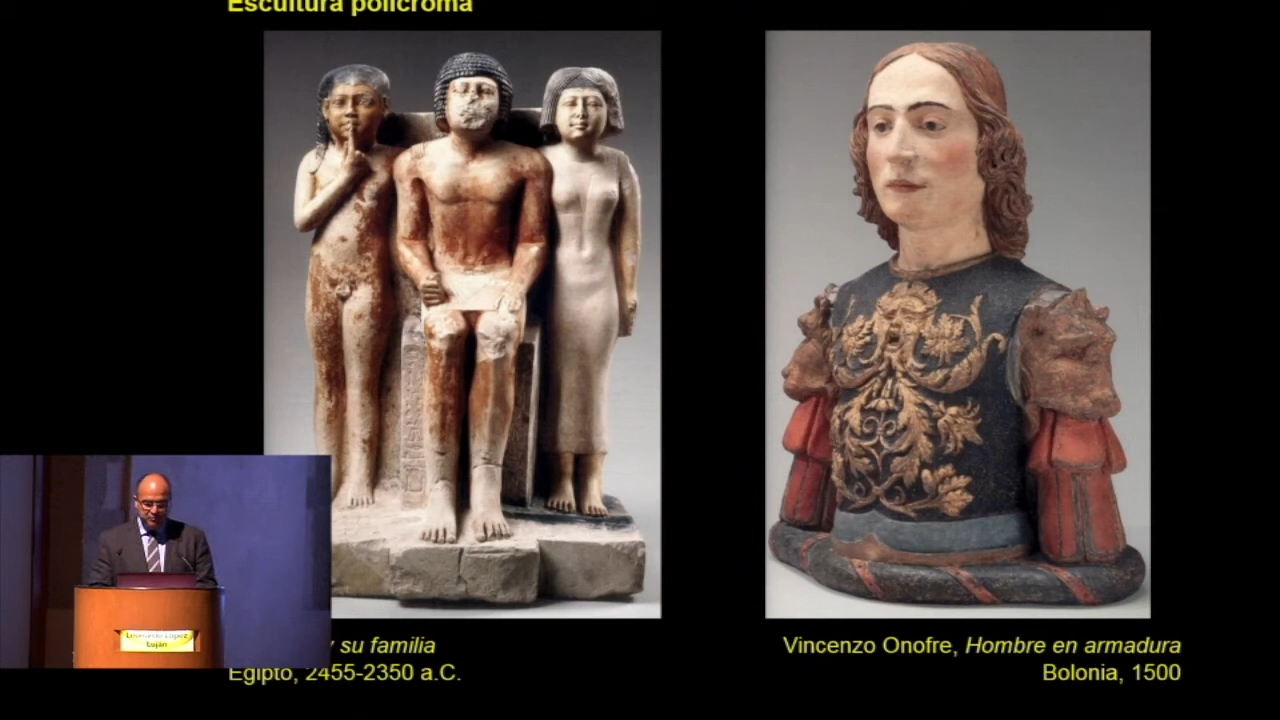 Escultura policroma
y su familia
Egipto, 2455-2350 a.C.
Vincenzo Onofre, Hombre en armadura
Bolonia, 1500
Leonardo López
Luján